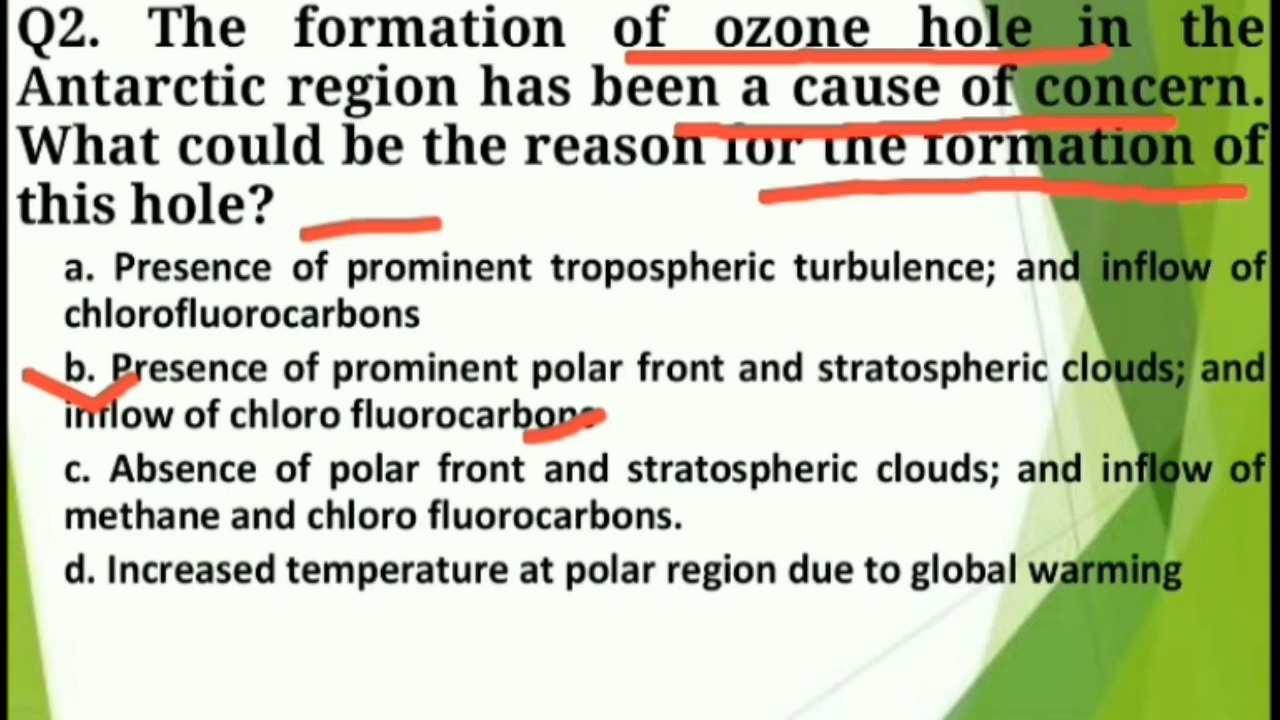 Q2. The formation of ozone hole in the
Antarctic region has been a cause of concern.
What could be the reason for the formation of
this hole?
a. Presence of prominent tropospheric turbulence; and inflow of
chlorofluorocarbons
b. Presence of prominent polar front and stratospheric clouds; and
inflow of chloro fluorocarbons
c. Absence of polar front and stratospheric clouds; and inflow of
methane and chloro fluorocarbons.
d. Increased temperature at polar region due to global warming